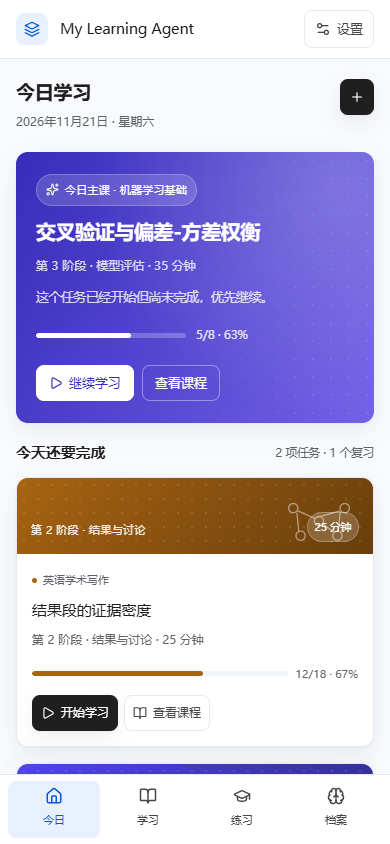 My Learning Agent
设置
今日学习
2026年11月21日 · 星期六
今日主课 · 机器学习基础
交叉验证与偏差-方差权衡
第 3 阶段 · 模型评估 · 35 分钟
这个任务已经开始但尚未完成，优先继续。
5/8 · 63%
继续学习
查看课程
今天还要完成
2 项任务 · 1 个复习
第 2 阶段 · 结果与讨论
25 分钟
英语学术写作
结果段的证据密度
第 2 阶段 · 结果与讨论 · 25 分钟
12/18 · 67%
开始学习
查看课程
今日
学习
练习
档案